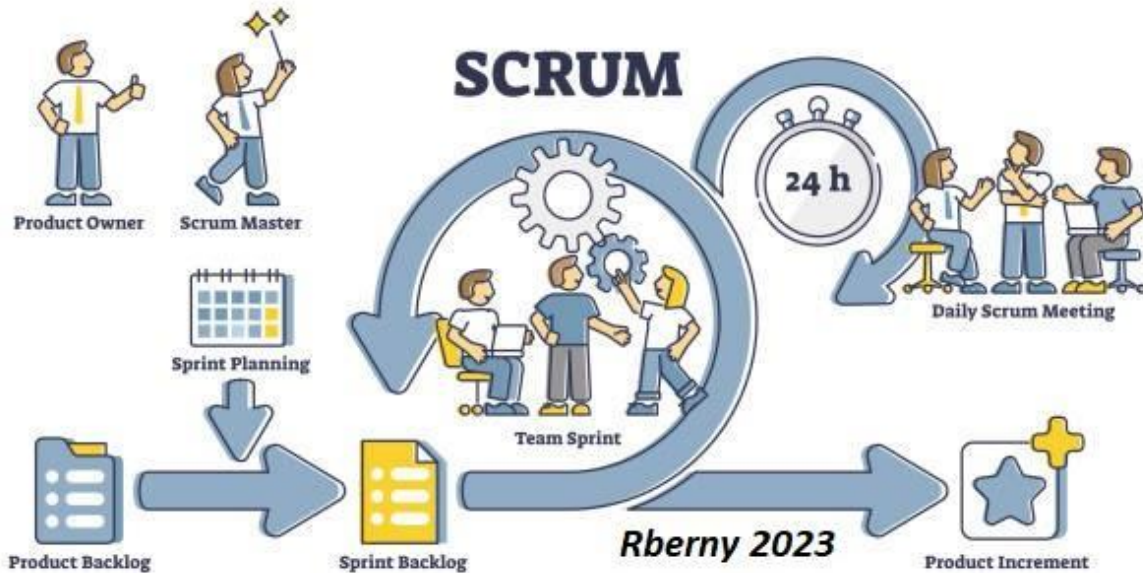 SCRUM
24 h
Product Owner
Scrum Master
Daily Scrum Meeting
Sprint Planning
Team Sprint
Product Backlog
Sprint Backlog
Rberny 2023
Product Increment